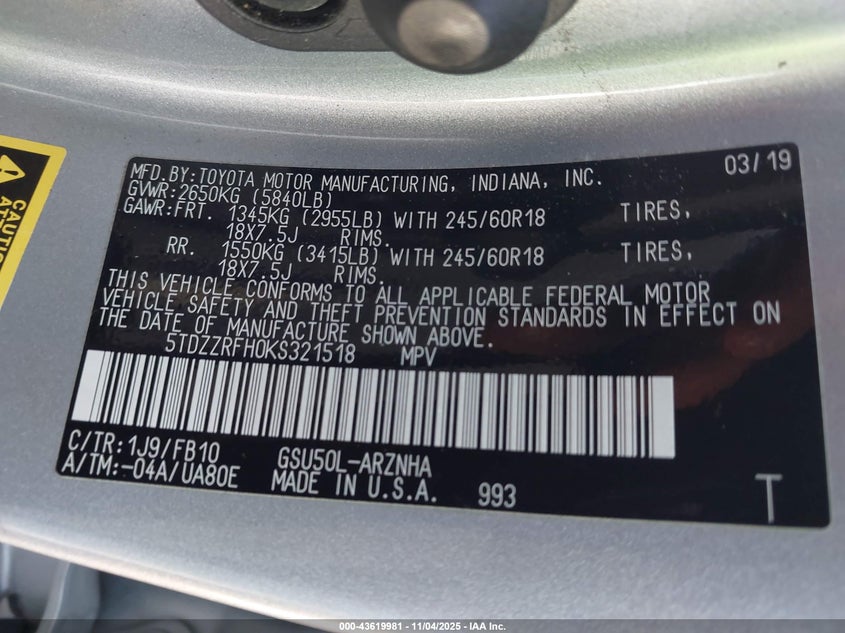 CAUTION
MFD.BY:TOYOTA MOTOR MANUFACTURING, INDIANA, INC. 03/19
GVWR:2650KG (5840LB)
GAWR:FRT. 1345KG (2955LB) WITH 245/60R18 TIRES,
18X7.5J RIMS.
RR. 1550KG (3415LB) WITH 245/60R18 TIRES,
18X7.5J RIMS.
THIS VEHICLE CONFORMS TO ALL APPLICABLE FEDERAL MOTOR
VEHICLE SAFETY AND THEFT PREVENTION STANDARDS IN EFFECT ON
THE DATE OF MANUFACTURE SHOWN ABOVE.
5TDZZRFH0KS321518 MPV
C/TR:1J9/FB10 GSU50L-ARZNHA
A/TM:-04A/UA80E MADE IN U.S.A. 993 T
000-43619981 - 11/04/2025 - IAA Inc.